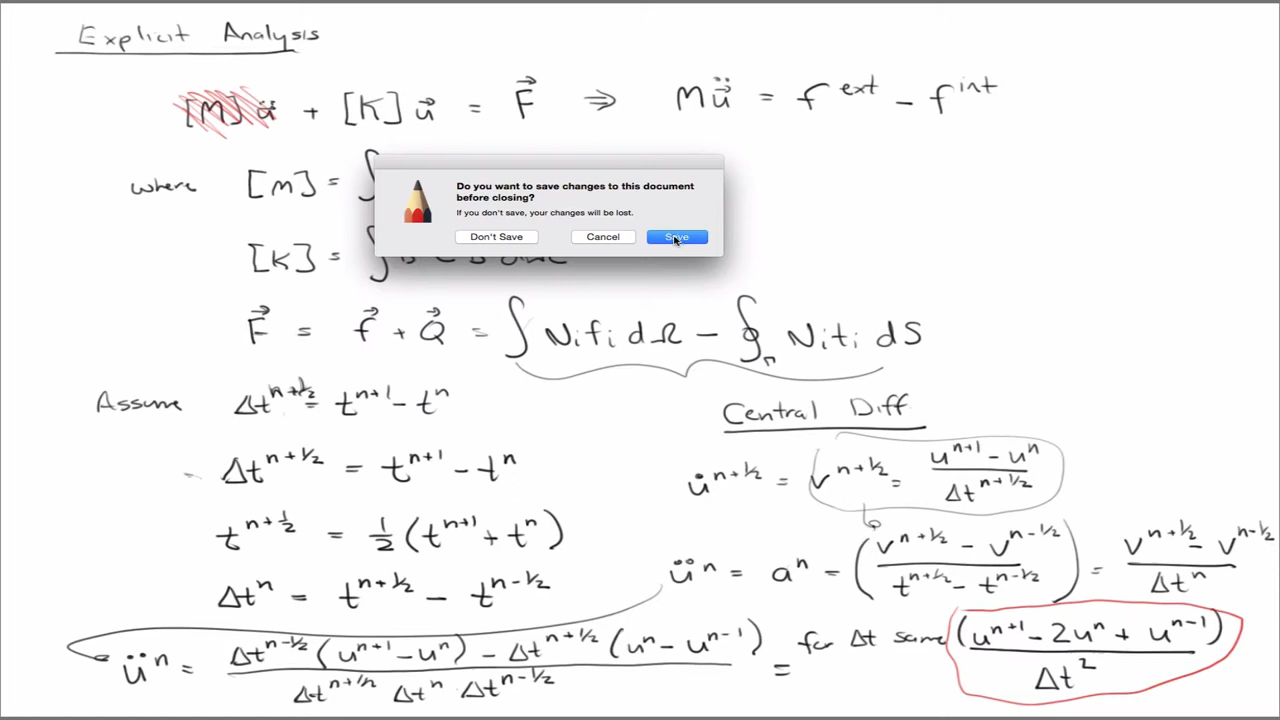 Explicit Analysis
[M] ü + [K] u⃗ = F⃗ ⇒ Mü⃗ = f^ext - f^int
where [m] = ∫
Do you want to save changes to this document
before closing?
If you don't save, your changes will be lost.
Don't Save Cancel Save
[K] = ∫
F⃗ = f⃗ + Q⃗ = ∫ Nifi dΩ - ∮_Γ Niti dS
Assume Δt^n+1/2 = t^n+1 - t^n
Central Diff
Δt^n+1/2 = t^n+1 - t^n
u̇^n+1/2 = v^n+1/2 = (u^n+1 - u^n) / Δt^n+1/2
t^n+1/2 = 1/2 (t^n+1 + t^n)
ü^n = a^n = ((v^n+1/2 - v^n-1/2) / (t^n+1/2 - t^n-1/2)) = (v^n+1/2 - v^n-1/2) / Δt^n
Δt^n = t^n+1/2 - t^n-1/2
ü^n = (Δt^n-1/2 (u^n+1 - u^n) - Δt^n+1/2 (u^n - u^n-1)) / (Δt^n+1/2 Δt^n Δt^n-1/2) = for Δt same (u^n+1 - 2u^n + u^n-1) / Δt^2